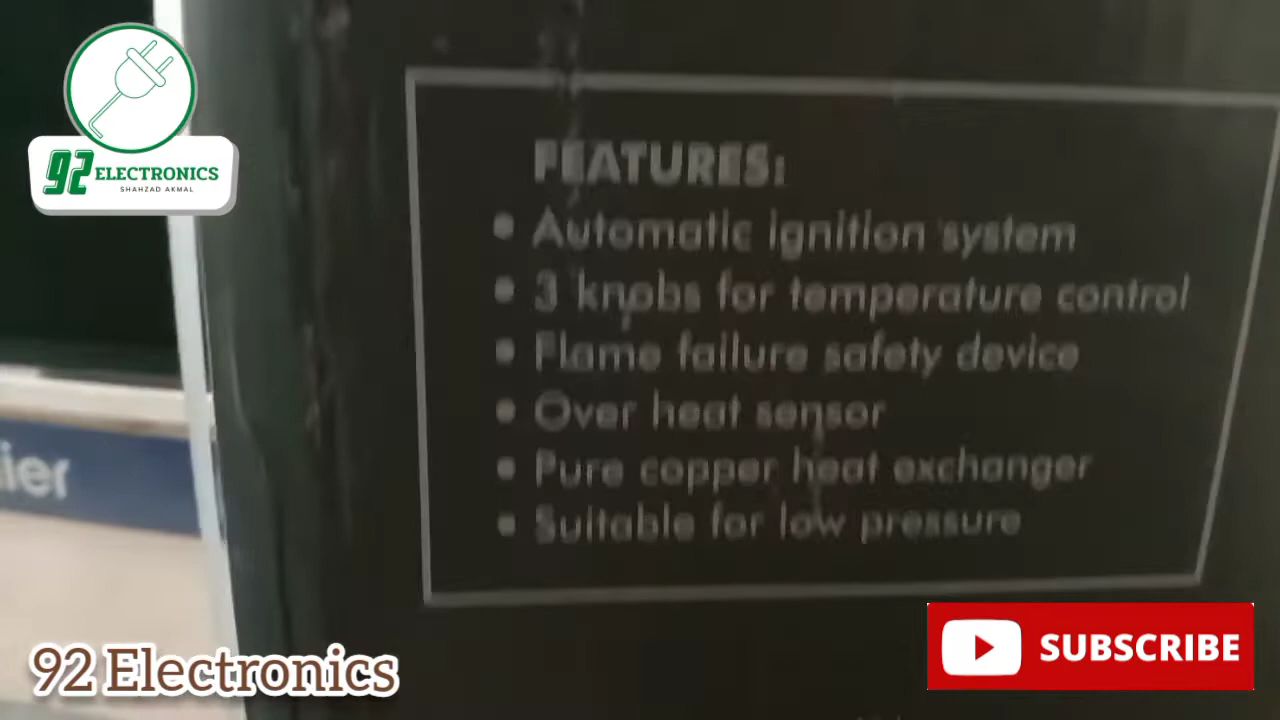 92 ELECTRONICS
SHAHZAD AKMAL
FEATURES:
• Automatic ignition system
• 3 knobs for temperature control
• Flame failure safety device
• Over heat sensor
• Pure copper heat exchanger
• Suitable for low pressure
ier
92 Electronics
SUBSCRIBE